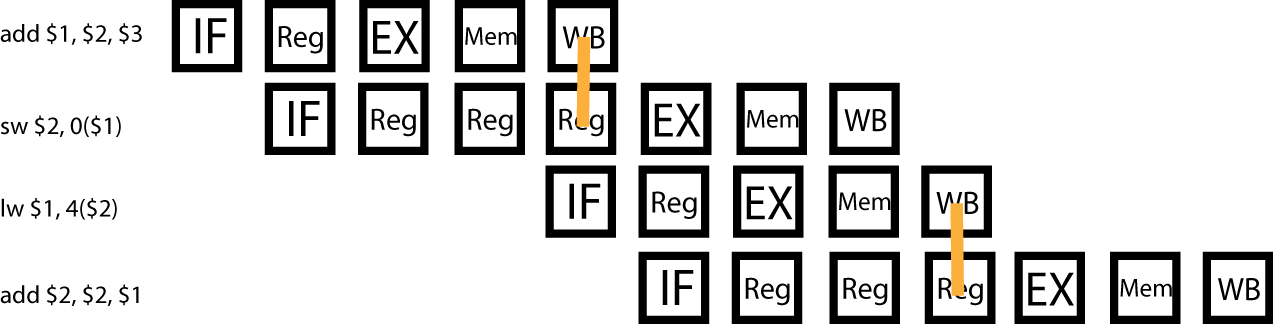 add $1, $2, $3 IF Reg EX Mem WB
sw $2, 0($1) IF Reg Reg Reg EX Mem WB
lw $1, 4($2) IF Reg EX Mem WB
add $2, $2, $1 IF Reg Reg Reg EX Mem WB